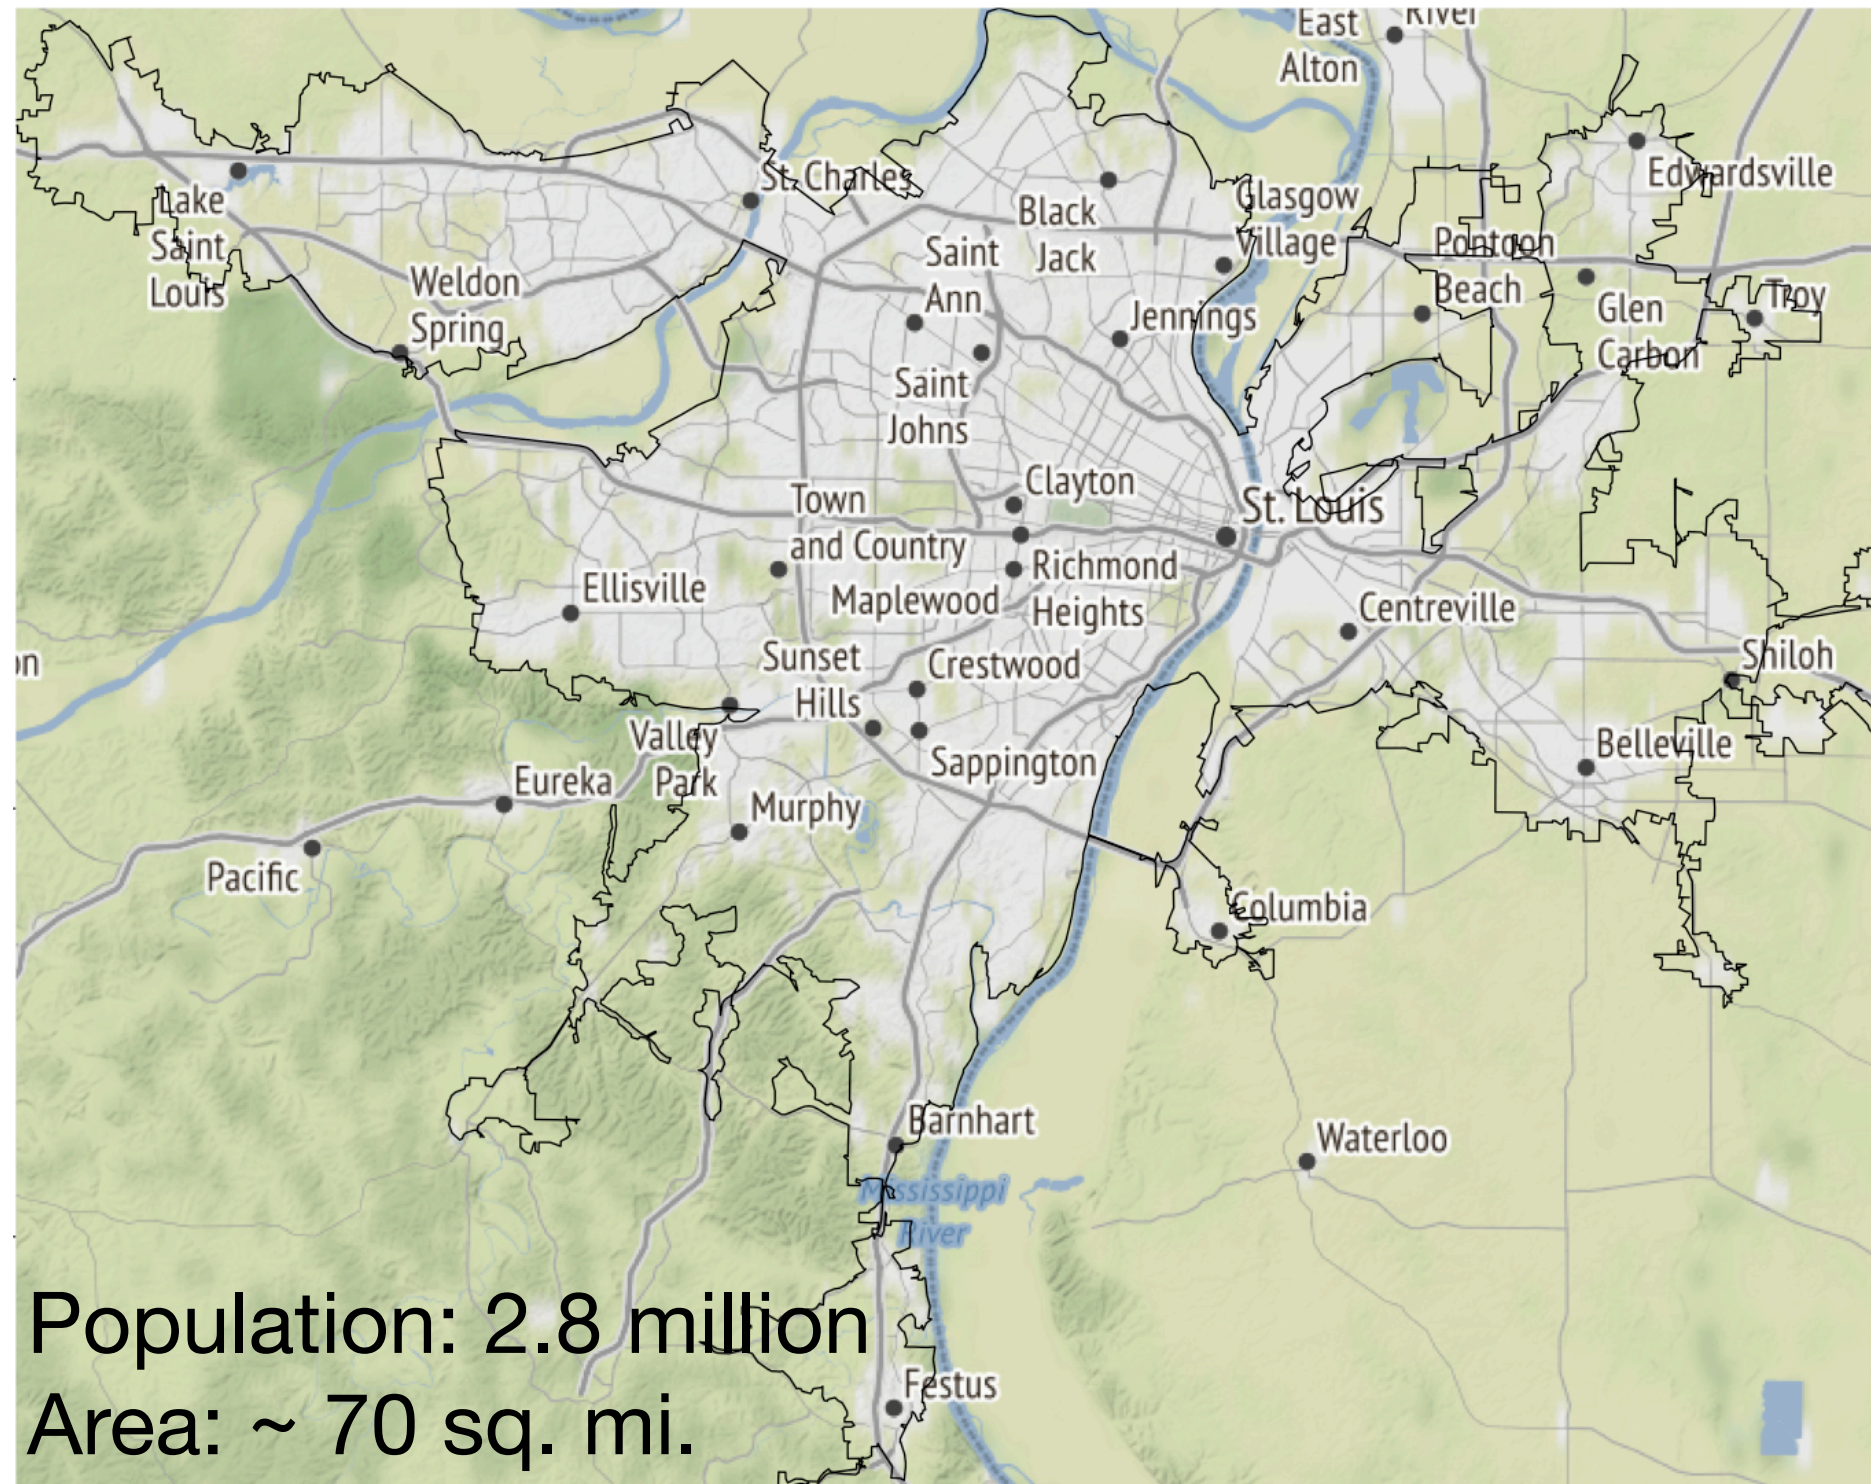 East
Alton
River
St. Charles
Edwardsville
Lake
Saint
Louis
Black
Jack
Glasgow
Village
Saint
Ann
Pontoon
Beach
Weldon
Spring
Jennings
Glen
Carbon
Troy
Saint
Johns
Clayton
Town
and Country
St. Louis
Richmond
Heights
Ellisville
Maplewood
Centreville
Sunset
Hills
Crestwood
Shiloh
on
Valley
Park
Sappington
Belleville
Eureka
Murphy
Pacific
Columbia
Barnhart
Waterloo
Mississippi
River
Population: 2.8 million
Festus
Area: ~ 70 sq. mi.